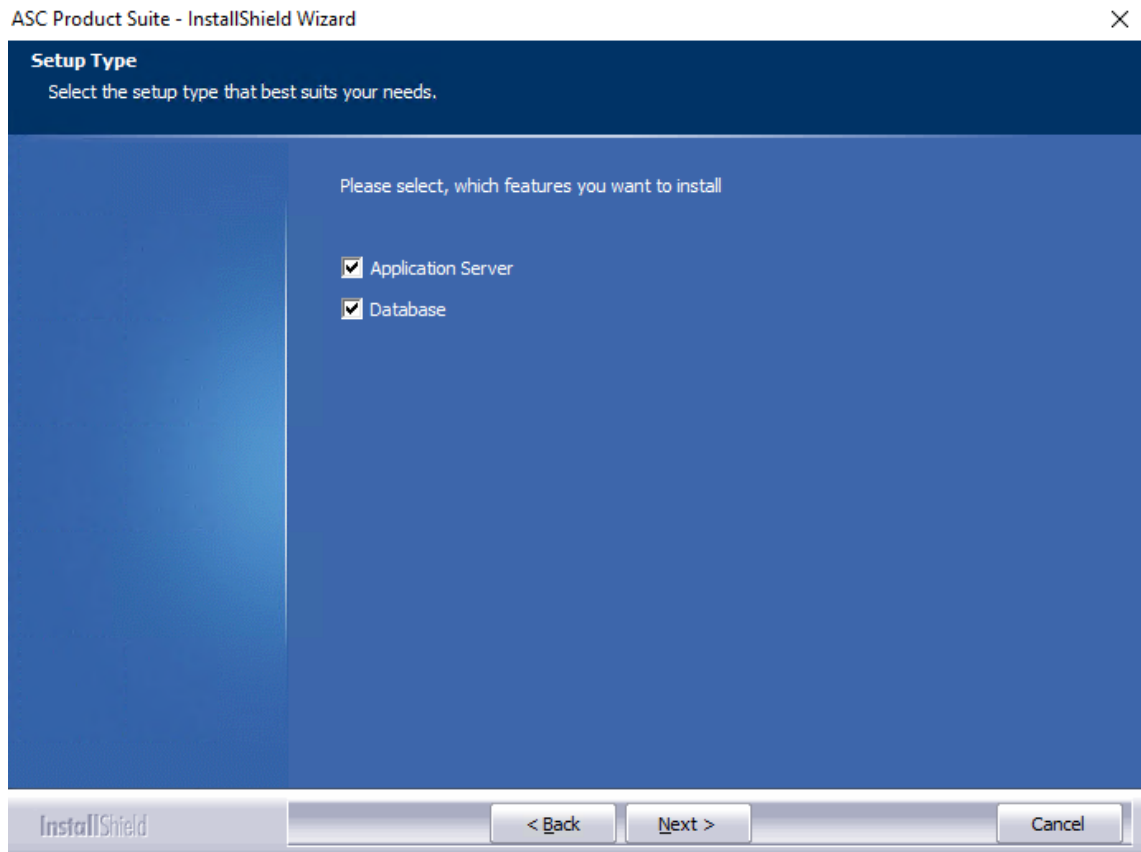 ASC Product Suite - InstallShield Wizard
Setup Type
Select the setup type that best suits your needs.
Please select, which features you want to install
Application Server
Database
InstallShield
< Back
Next >
Cancel